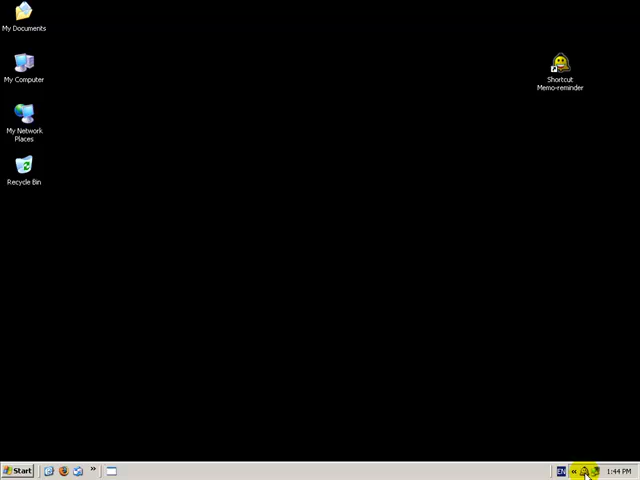 My Documents
My Computer
My Network
Places
Recycle Bin
Shortcut
Memo-reminder
Start
»
EN
«
1:44 PM